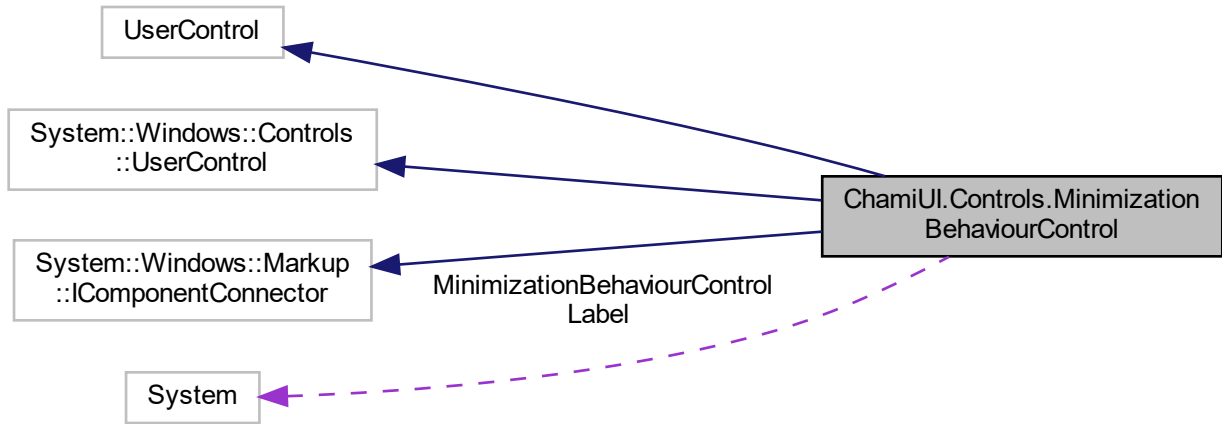 UserControl
System::Windows::Controls
::UserControl
ChamiUI.Controls.Minimization
BehaviourControl
System::Windows::Markup
::IComponentConnector
MinimizationBehaviourControl
Label
System